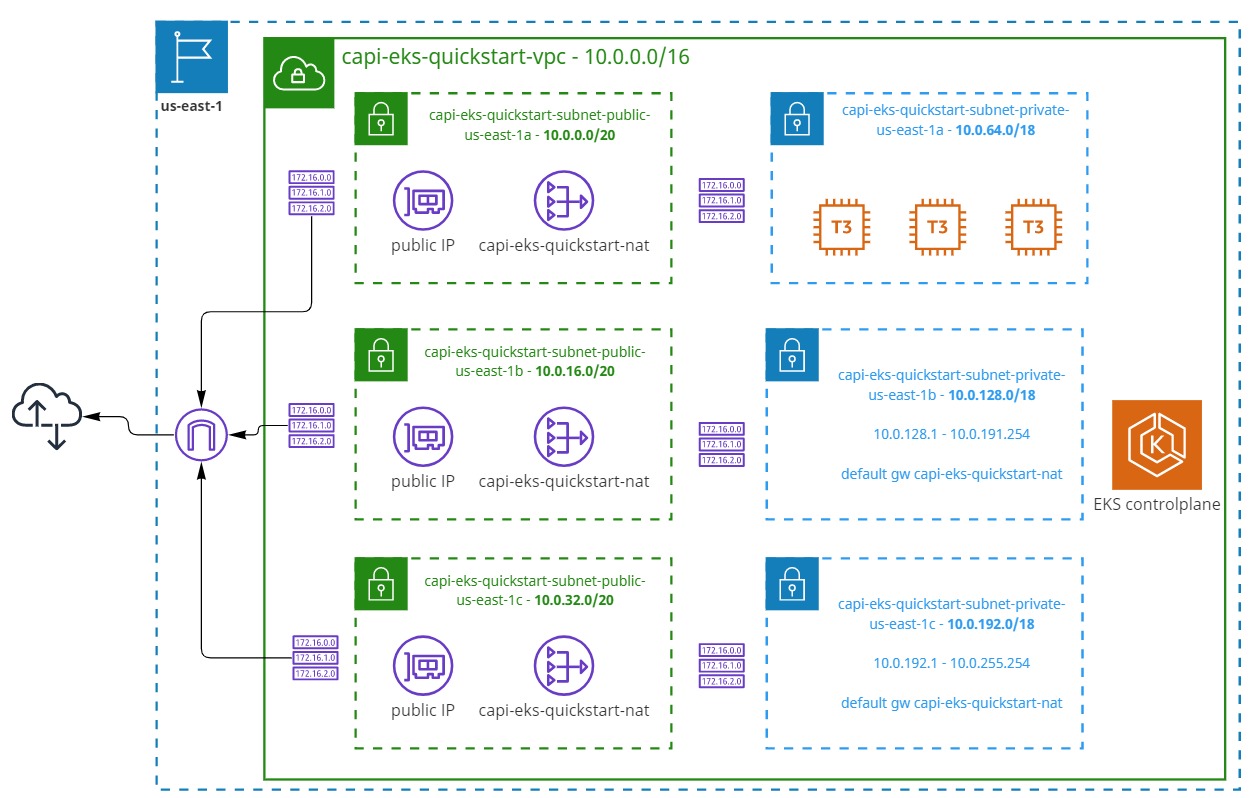 capi-eks-quickstart-vpc - 10.0.0.0/16
us-east-1
capi-eks-quickstart-subnet-public-
us-east-1a - 10.0.0.0/20
capi-eks-quickstart-subnet-private-
us-east-1a - 10.0.64.0/18
172.16.0.0
172.16.1.0
172.16.2.0
public IP
capi-eks-quickstart-nat
172.16.0.0
172.16.1.0
172.16.2.0
T3
T3
T3
capi-eks-quickstart-subnet-public-
us-east-1b - 10.0.16.0/20
capi-eks-quickstart-subnet-private-
us-east-1b - 10.0.128.0/18
10.0.128.1 - 10.0.191.254
default gw capi-eks-quickstart-nat
172.16.0.0
172.16.1.0
172.16.2.0
public IP
capi-eks-quickstart-nat
172.16.0.0
172.16.1.0
172.16.2.0
K
EKS controlplane
capi-eks-quickstart-subnet-public-
us-east-1c - 10.0.32.0/20
capi-eks-quickstart-subnet-private-
us-east-1c - 10.0.192.0/18
10.0.192.1 - 10.0.255.254
default gw capi-eks-quickstart-nat
172.16.0.0
172.16.1.0
172.16.2.0
public IP
capi-eks-quickstart-nat
172.16.0.0
172.16.1.0
172.16.2.0